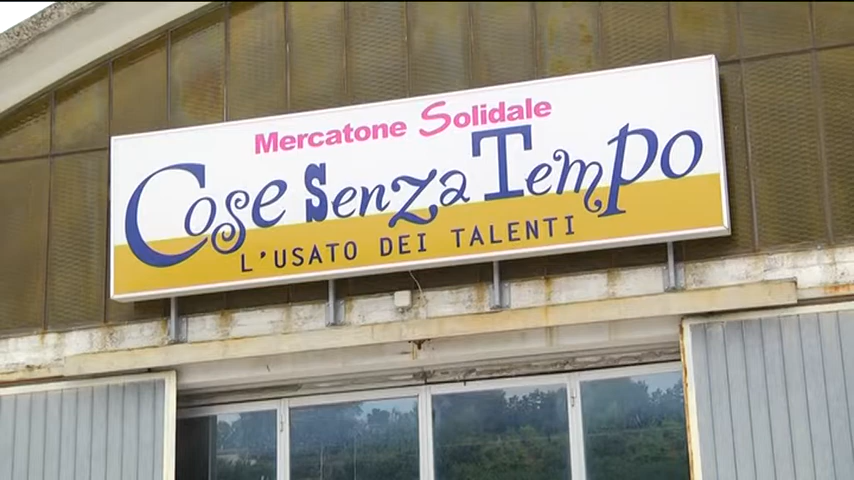 Mercatone Solidale
Cose Senza Tempo
L'USATO DEI TALENTI